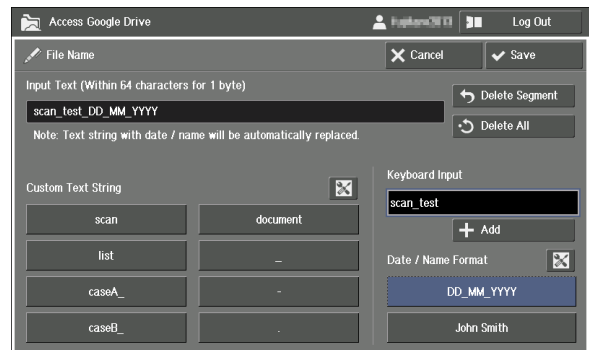 Access Google Drive
Log Out
File Name
Cancel
Save
Input Text (Within 64 characters for 1 byte)
Delete Segment
scan_test_DD_MM_YYYY
Delete All
Note: Text string with date / name will be automatically replaced.
Custom Text String
Keyboard Input
scan_test
scan
document
Add
list
_
Date / Name Format
caseA_
-
DD_MM_YYYY
caseB_
.
John Smith